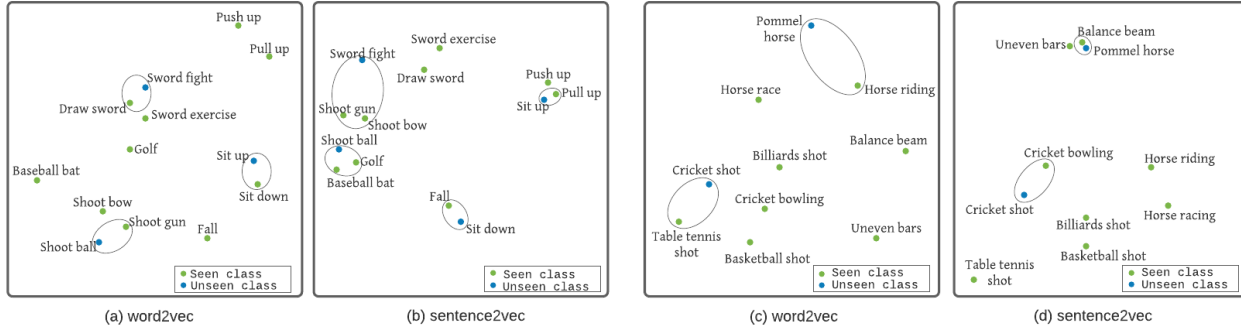 Push up
Pull up
Sword fight
Draw sword
Sword exercise
Golf
Sit up
Baseball bat
Sit down
Shoot bow
Shoot gun
Fall
Shoot ball
Seen class
Unseen class
(a) word2vec
Sword exercise
Sword fight
Draw sword
Push up
Pull up
Sit up
Shoot gun
Shoot bow
Shoot ball
Golf
Baseball bat
Fall
Sit down
Seen class
Unseen class
(b) sentence2vec
Pommel
horse
Horse riding
Horse race
Balance beam
Billiards shot
Cricket shot
Cricket bowling
Table tennis
shot
Uneven bars
Basketball shot
Seen class
Unseen class
(c) word2vec
Balance beam
Uneven bars
Pommel horse
Cricket bowling
Horse riding
Cricket shot
Horse racing
Billiards shot
Basketball shot
Table tennis
shot
Seen class
Unseen class
(d) sentence2vec